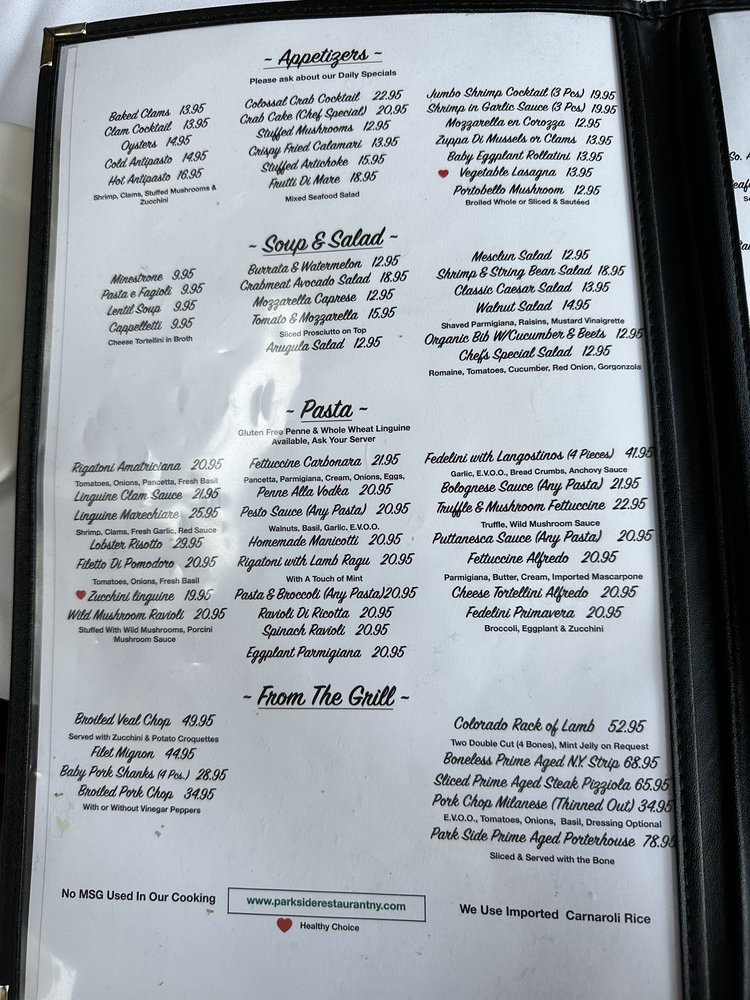 ~ Appetizers ~
Please ask about our Daily Specials
Baked Clams 13.95
Clam Cocktail 13.95
Oysters 14.95
Cold Antipasto 14.95
Hot Antipasto 16.95
Shrimp, Clams, Stuffed Mushrooms &
Zucchini
Colossal Crab Cocktail 22.95
Crab Cake (Chef Special) 20.95
Stuffed Mushrooms 12.95
Crispy Fried Calamari 13.95
Stuffed Artichoke 15.95
Frutti Di Mare 18.95
Mixed Seafood Salad
Jumbo Shrimp Cocktail (3 Pcs) 19.95
Shrimp in Garlic Sauce (3 Pcs) 19.95
Mozzarella en Corozza 12.95
Zuppa Di Mussels or Clams 13.95
Baby Eggplant Rollatini 13.95
Vegetable Lasagna 13.95
Portobello Mushroom 12.95
Broiled Whole or Sliced & Sautéed
~ Soup & Salad ~
Minestrone 9.95
Pasta e Fagioli 9.95
Lentil Soup 9.95
Cappelletti 9.95
Cheese Tortellini in Broth
Burrata & Watermelon 12.95
Crabmeat Avocado Salad 18.95
Mozzarella Caprese 12.95
Tomato & Mozzarella 15.95
Sliced Prosciutto on Top
Arugula Salad 12.95
Mesclun Salad 12.95
Shrimp & String Bean Salad 18.95
Classic Caesar Salad 13.95
Walnut Salad 14.95
Shaved Parmigiana, Raisins, Mustard Vinaigrette
Organic Bib W/Cucumber & Beets 12.95
Chefs Special Salad 12.95
Romaine, Tomatoes, Cucumber, Red Onion, Gorgonzola
~ Pasta ~
Gluten Free Penne & Whole Wheat Linguine
Available, Ask Your Server
Rigatoni Amatriciana 20.95
Tomatoes, Onions, Pancetta, Fresh Basil
Linguine Clam Sauce 21.95
Linguine Marechiare 25.95
Shrimp, Clams, Fresh Garlic, Red Sauce
Lobster Risotto 29.95
Filetto Di Pomodoro 20.95
Tomatoes, Onions, Fresh Basil
Zucchini linguine 19.95
Wild Mushroom Ravioli 20.95
Stuffed With Wild Mushrooms, Porcini
Mushroom Sauce
Fettuccine Carbonara 21.95
Pancetta, Parmigiana, Cream, Onions, Eggs,
Penne Alla Vodka 20.95
Pesto Sauce (Any Pasta) 20.95
Walnuts, Basil, Garlic, E.V.O.O.
Homemade Manicotti 20.95
Rigatoni with Lamb Ragu 20.95
With A Touch of Mint
Pasta & Broccoli (Any Pasta)20.95
Ravioli Di Ricotta 20.95
Spinach Ravioli 20.95
Eggplant Parmigiana 20.95
Fedelini with Langostinos (4 Pieces) 41.95
Garlic, E.V.O.O., Bread Crumbs, Anchovy Sauce
Bolognese Sauce (Any Pasta) 21.95
Truffle & Mushroom Fettuccine 22.95
Truffle, Wild Mushroom Sauce
Puttanesca Sauce (Any Pasta) 20.95
Fettuccine Alfredo 20.95
Parmigiana, Butter, Cream, Imported Mascarpone
Cheese Tortellini Alfredo 20.95
Fedelini Primavera 20.95
Broccoli, Eggplant & Zucchini
~ From The Grill ~
Broiled Veal Chop 49.95
Served with Zucchini & Potato Croquettes
Filet Mignon 44.95
Baby Pork Shanks (4 Pcs.) 28.95
Broiled Pork Chop 34.95
With or Without Vinegar Peppers
Colorado Rack of Lamb 52.95
Two Double Cut (4 Bones), Mint Jelly on Request
Boneless Prime Aged N.Y Strip 68.95
Sliced Prime Aged Steak Pizziola 65.95
Pork Chop Milanese (Thinned Out) 34.95
E.V.O.O., Tomatoes, Onions, Basil, Dressing Optional
Park Side Prime Aged Porterhouse 78.95
Sliced & Served with the Bone
No MSG Used In Our Cooking
www.parksiderestaurantny.com
Healthy Choice
We Use Imported Carnaroli Rice